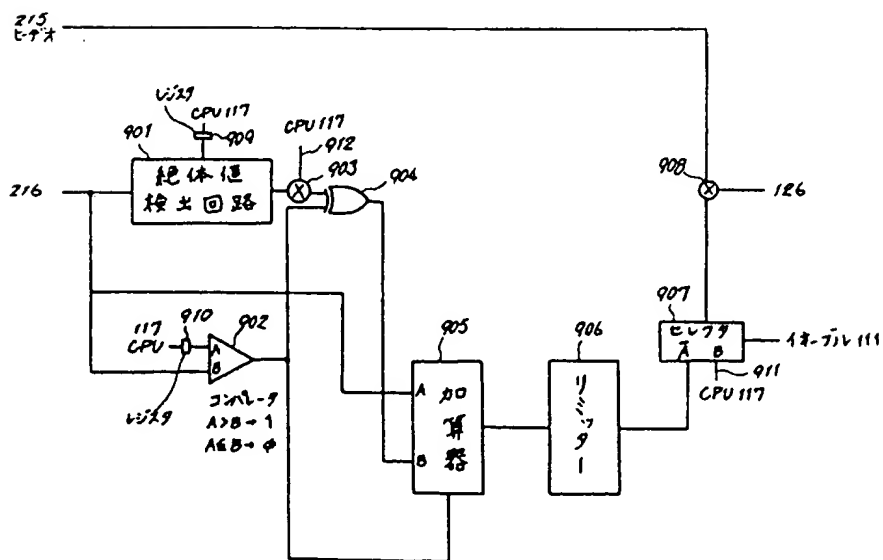 215
ビデオ
レジスタ
CPU 117
901
909
CPU 117
912
絶体値
検出回路
903
904
216
908
126
907
セレクタ
A B
イネーブル 111
911
CPU 117
117
CPU
910
902
A
B
レジスタ
コンパレータ
A>B→1
A≦B→φ
905
A
加算器
B
906
リミッター